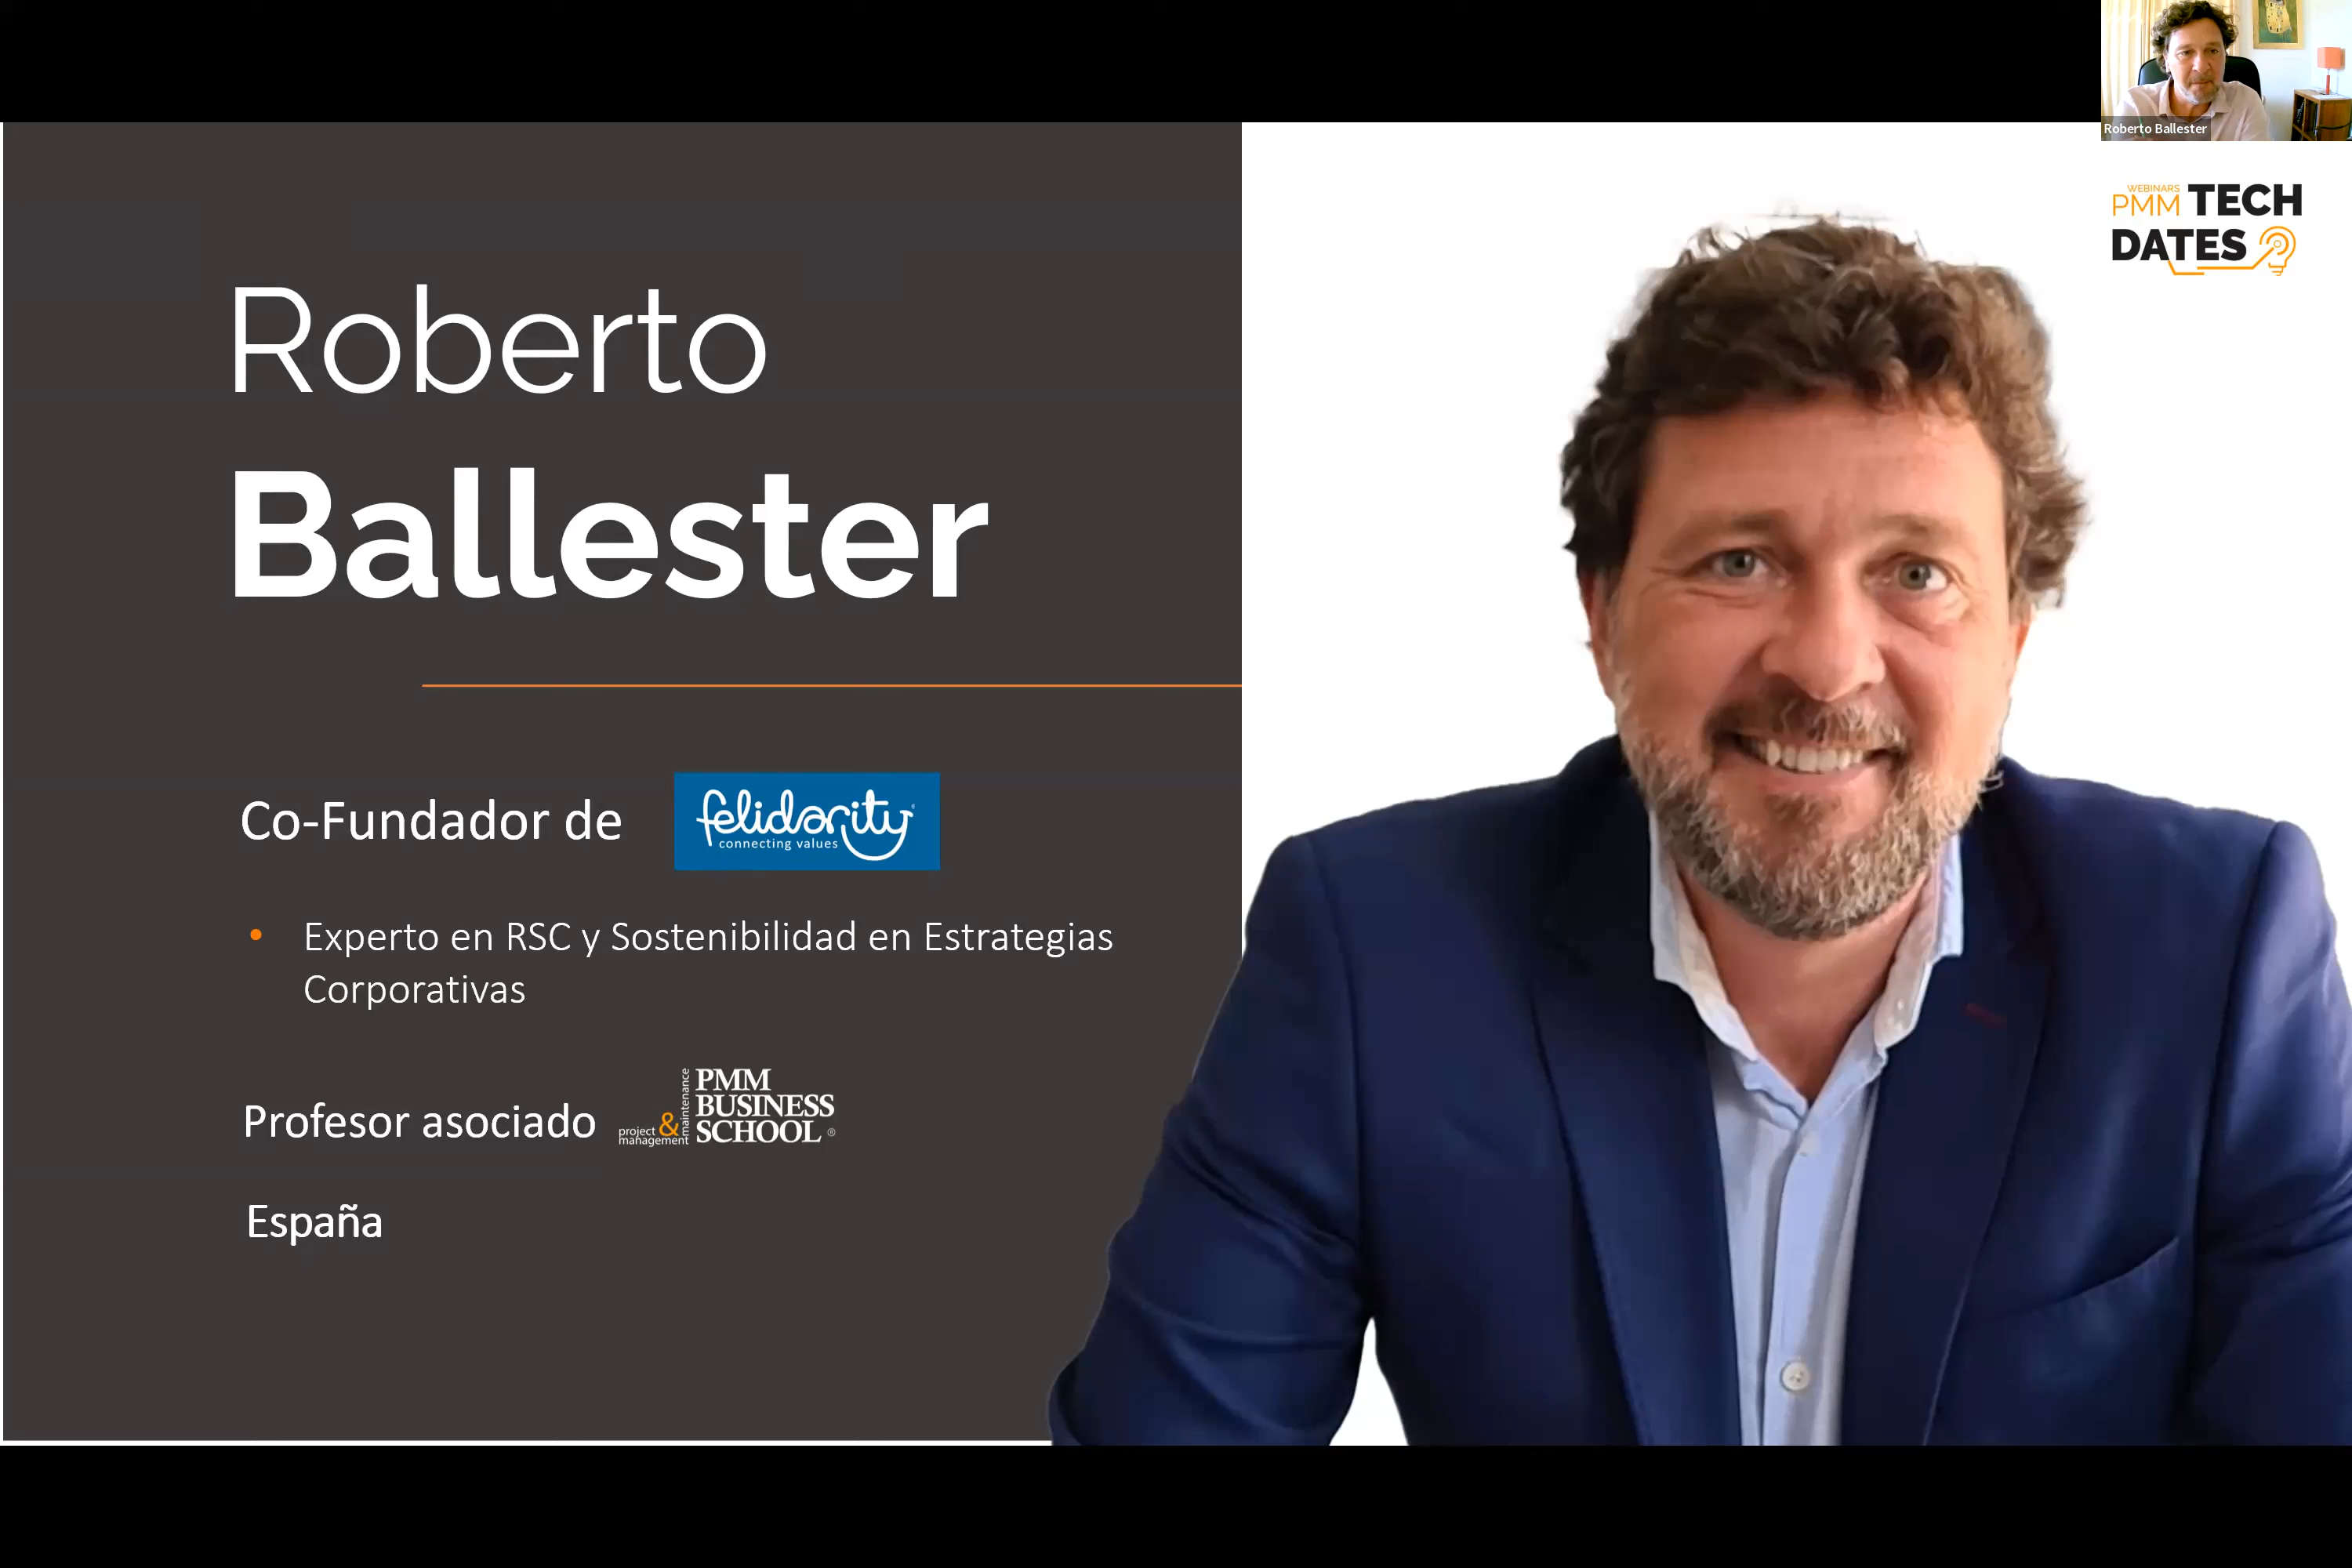 Roberto Ballester
WEBINARS
PMM TECH
DATES
Roberto
Ballester
Co-Fundador de
felidarity®
connecting values
• Experto en RSC y Sostenibilidad en Estrategias
Corporativas
Profesor asociado
project & management
maintenance
PMM
BUSINESS
SCHOOL ®
España